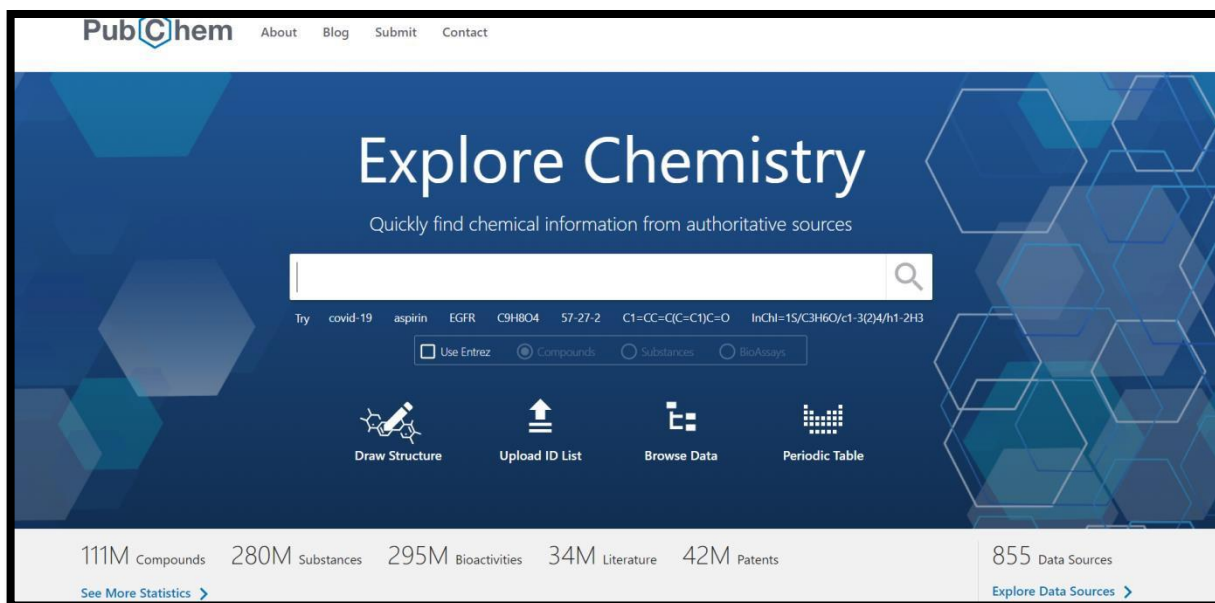 PubChem About Blog Submit Contact
Explore Chemistry
Quickly find chemical information from authoritative sources
Try covid-19 aspirin EGFR C9H8O4 57-27-2 C1=CC=C(C=C1)C=O InChI=1S/C3H6O/c1-3(2)4/h1-2H3
Use Entrez Compounds Substances BioAssays
Draw Structure Upload ID List Browse Data Periodic Table
111M Compounds 280M Substances 295M Bioactivities 34M Literature 42M Patents 855 Data Sources
See More Statistics Explore Data Sources